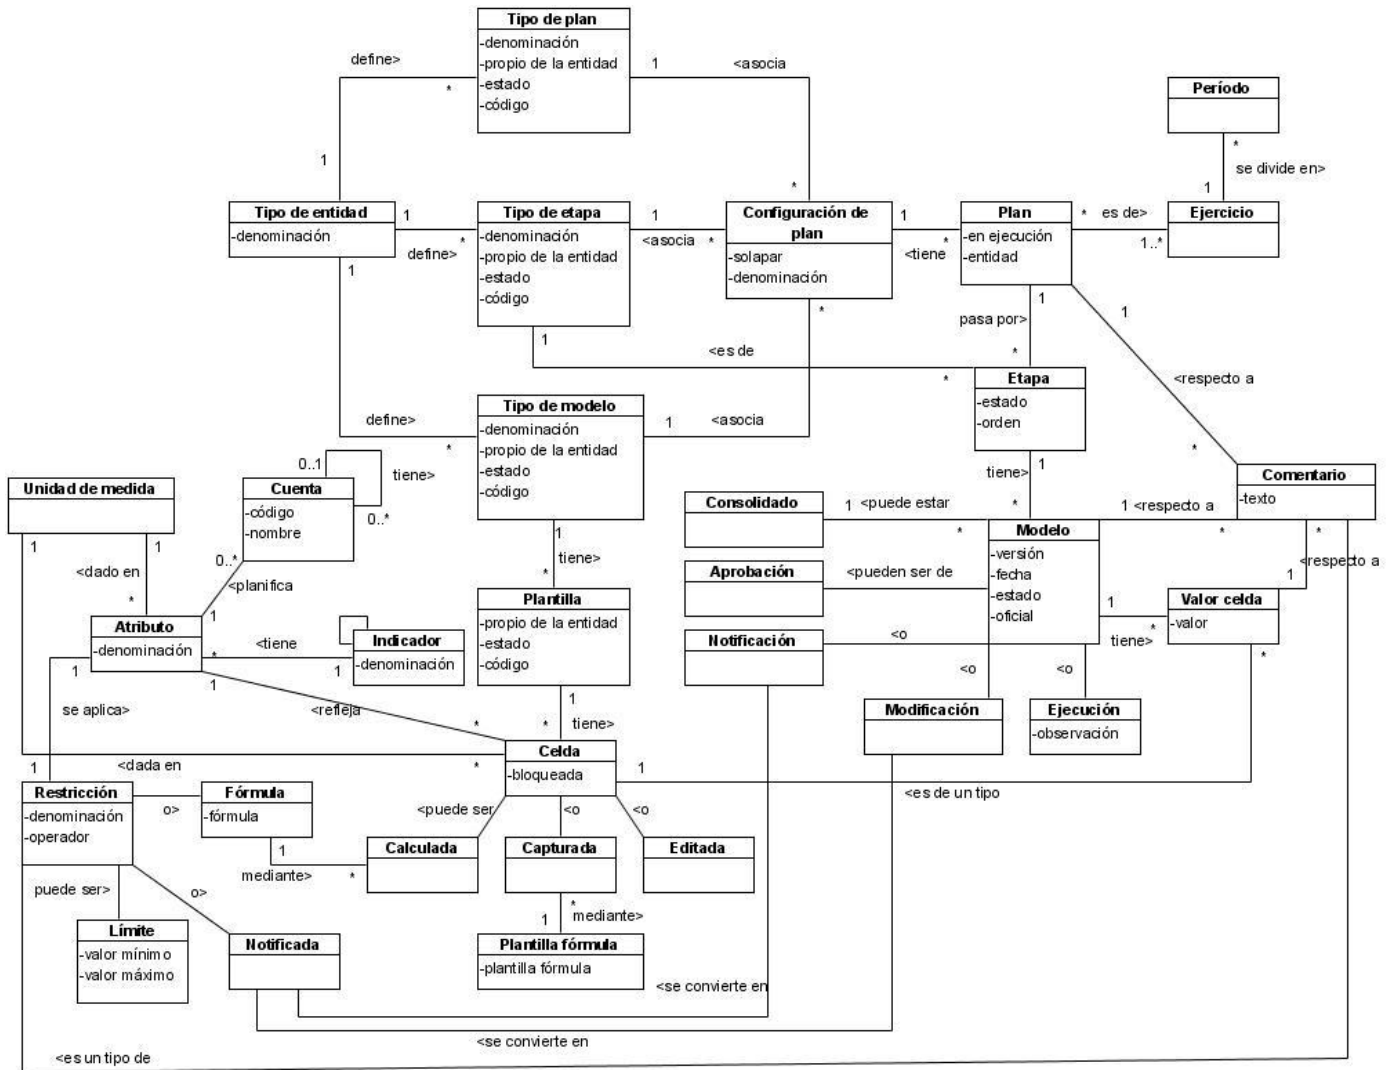 Tipo de plan
-denominación
-propio de la entidad
-estado
-código
define>
*
1
<asocia
Período
*
se divide en>
1
1
*
Tipo de entidad
-denominación
1
define>
*
Tipo de etapa
-denominación
-propio de la entidad
-estado
-código
1
<asocia
*
Configuración de
plan
-solapar
-denominación
1
<tiene
*
Plan
-en ejecución
-entidad
*
es de>
1..*
Ejercicio
1
*
1
1
pasa por>
1
<es de
*
*
Etapa
-estado
-orden
<respecto a
define>
*
Tipo de modelo
-denominación
-propio de la entidad
-estado
-código
1
<asocia
1
tiene>
*
*
Comentario
-texto
Unidad de medida
0..1
tiene>
0..*
Cuenta
-código
-nombre
Consolidado
1
<puede estar
*
Modelo
-versión
-fecha
-estado
-oficial
1
<respecto a
*
*
<respecto a
1
1
1
<dado en
*
0..*
<planifica
1
1
tiene>
*
Aprobación
<pueden ser de
Plantilla
-propio de la entidad
-estado
-código
Valor celda
-valor
1
tiene>
*
*
Atributo
-denominación
*
<tiene
1
Indicador
-denominación
Notificación
<o
<o
<o
1
se aplica>
1
1
<refleja
*
1
*
tiene>
Modificación
Ejecución
-observación
Celda
-bloqueada
<dada en
*
1
<es de un tipo
Restricción
-denominación
-operador
o>
Fórmula
-fórmula
<puede ser
<o
<o
1
mediante>
*
Calculada
Capturada
Editada
puede ser>
o>
*
mediante>
1
Límite
-valor mínimo
-valor máximo
Notificada
Plantilla fórmula
-plantilla fórmula
<se convierte en
<se convierte en
<es un tipo de